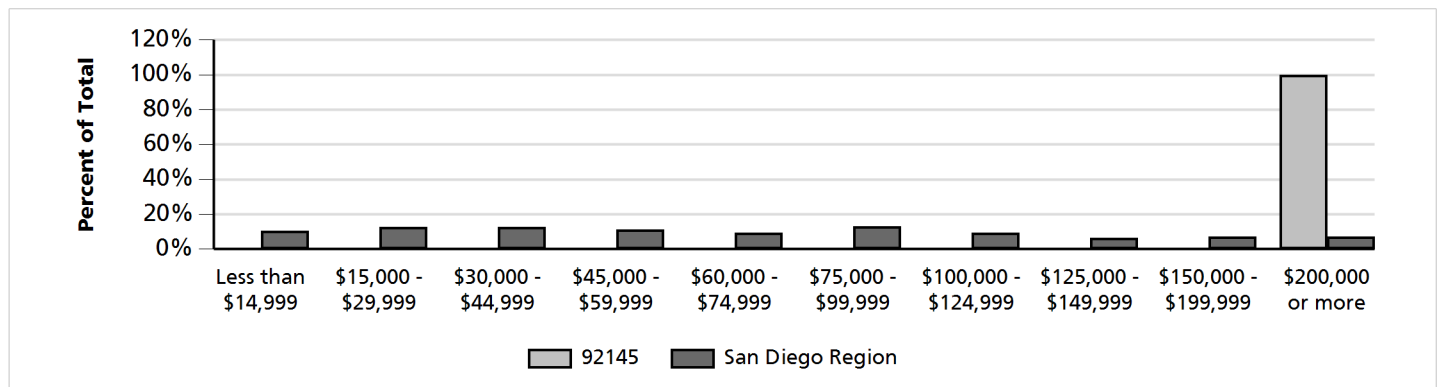 Percent of Total
120%
100%
80%
60%
40%
20%
0%
Less than $15,000 - $30,000 - $45,000 - $60,000 - $75,000 - $100,000 - $125,000 - $150,000 - $200,000
$14,999 $29,999 $44,999 $59,999 $74,999 $99,999 $124,999 $149,999 $199,999 or more
92145 San Diego Region